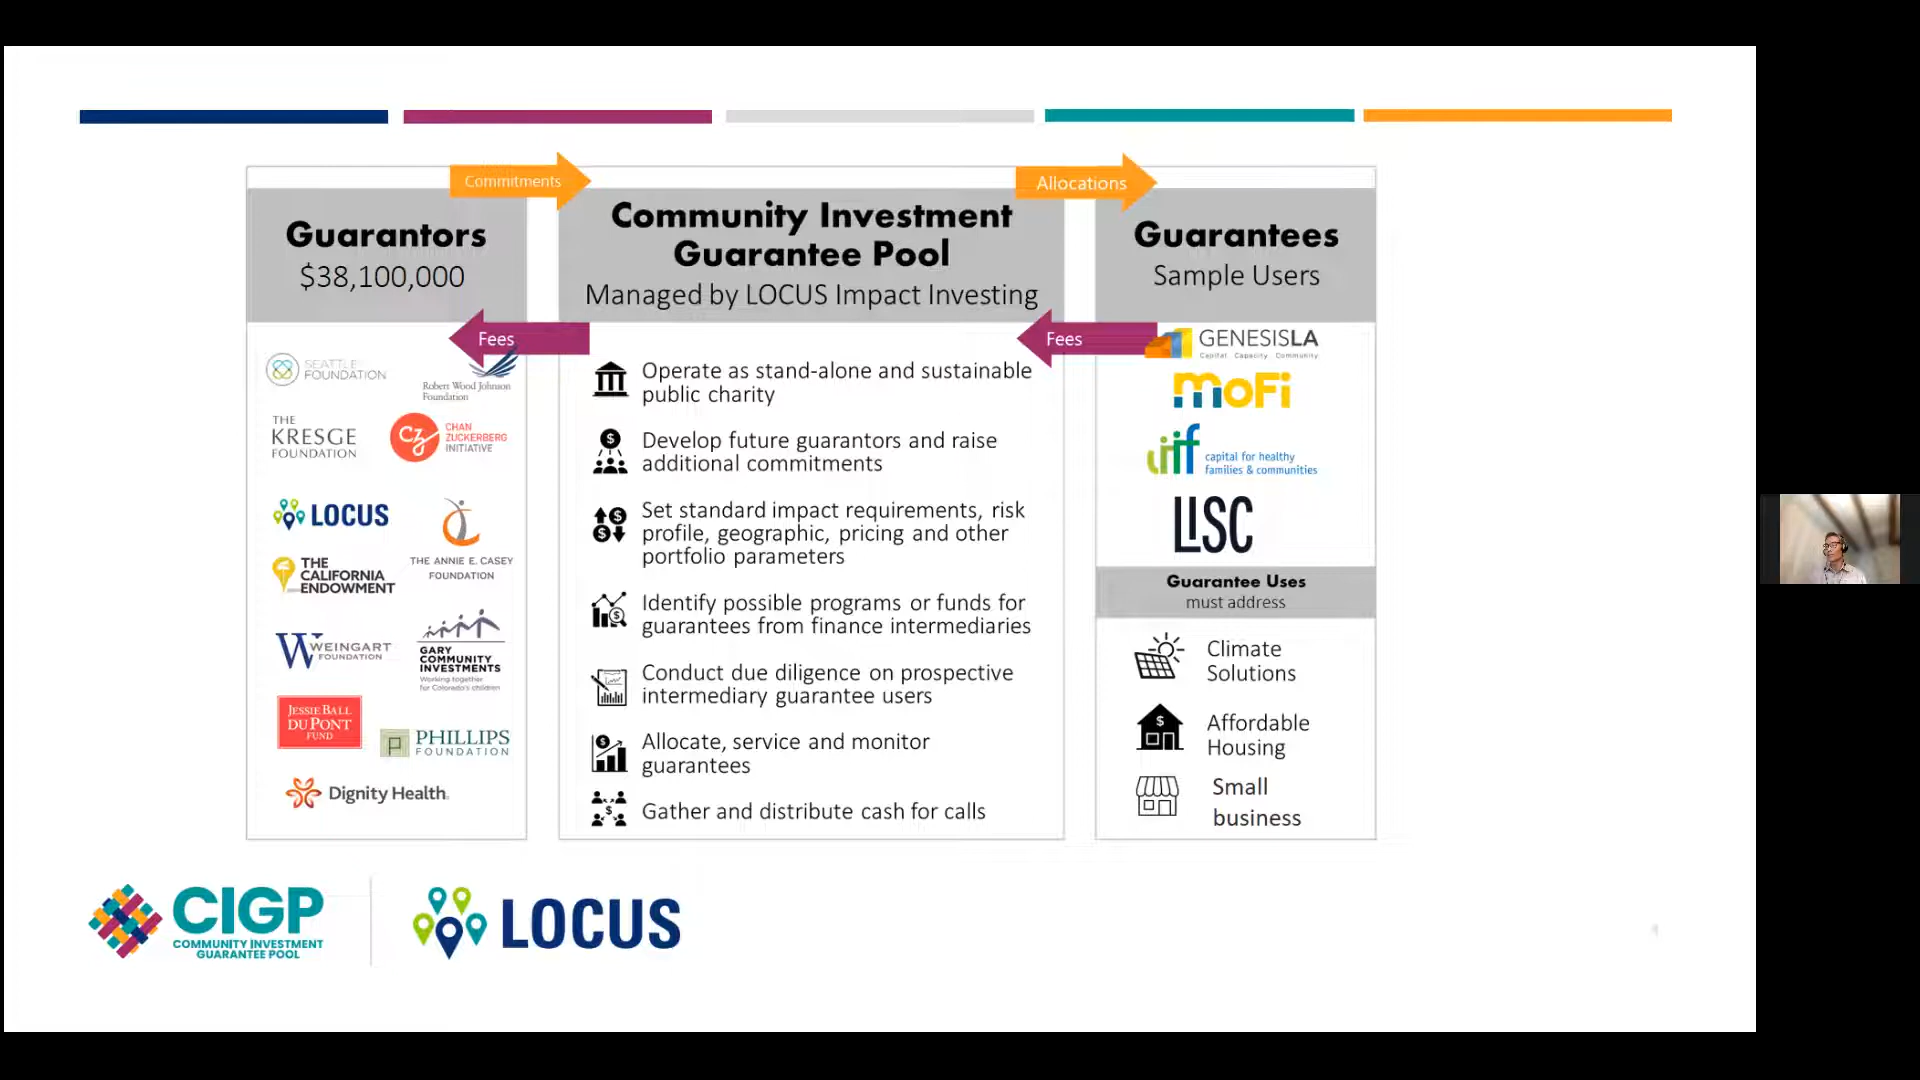 Commitments
Allocations
Guarantors
$38,100,000
Fees
SEATTLE
FOUNDATION
Robert Wood Johnson
Foundation
THE
KRESGE
FOUNDATION
CZ
CHAN
ZUCKERBERG
INITIATIVE
LOCUS
THE ANNIE E. CASEY
FOUNDATION
THE
CALIFORNIA
ENDOWMENT
W WEINGART
FOUNDATION
GARY
COMMUNITY
INVESTMENTS
Working together
for Colorado's children
JESSIE BALL
DUPONT
FUND
P PHILLIPS
FOUNDATION
Dignity Health.
Community Investment
Guarantee Pool
Managed by LOCUS Impact Investing
Fees
Operate as stand-alone and sustainable
public charity
Develop future guarantors and raise
additional commitments
Set standard impact requirements, risk
profile, geographic, pricing and other
portfolio parameters
Identify possible programs or funds for
guarantees from finance intermediaries
Conduct due diligence on prospective
intermediary guarantee users
Allocate, service and monitor
guarantees
Gather and distribute cash for calls
Guarantees
Sample Users
GENESISLA
Capital Capacity Community
MOFi
iff capital for healthy
families & communities
LISC
Guarantee Uses
must address
Climate
Solutions
Affordable
Housing
Small
business
CIGP
COMMUNITY INVESTMENT
GUARANTEE POOL
LOCUS